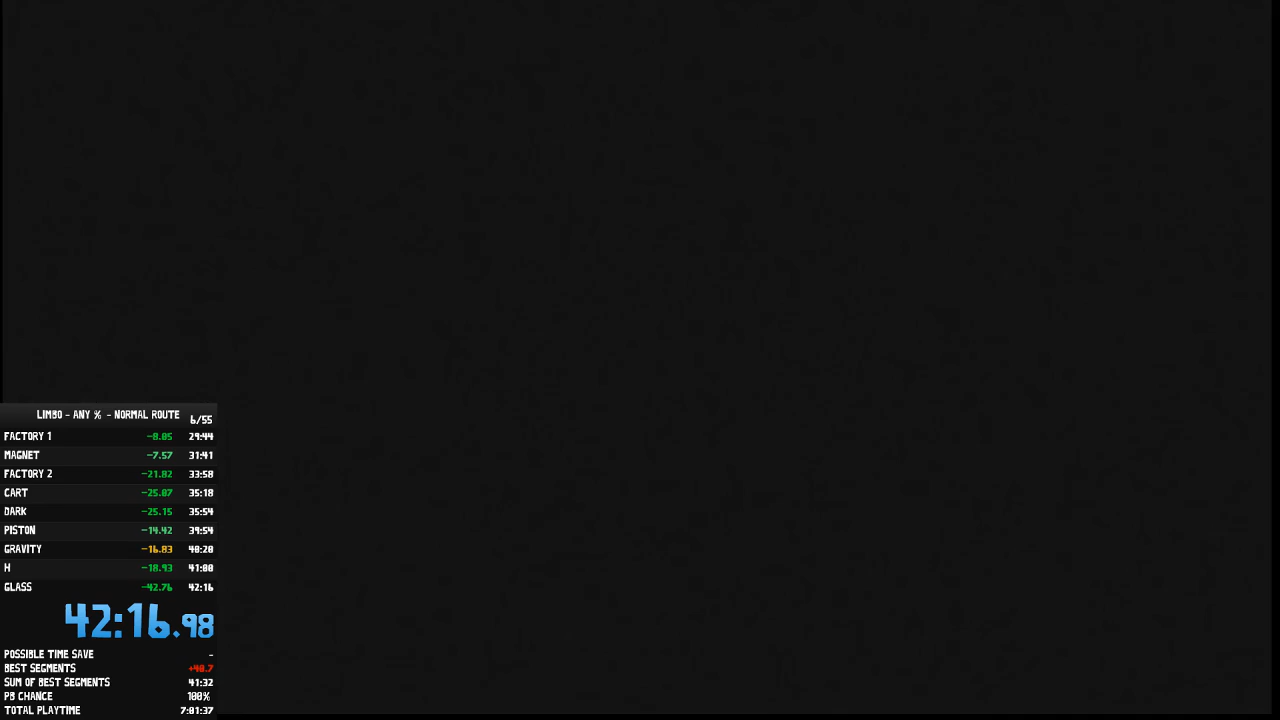 LIMBO - ANY % - NORMAL ROUTE 6/55
FACTORY 1 -8.05 29:44
MAGNET -7.57 31:41
FACTORY 2 -21.82 33:58
CART -25.07 35:18
DARK -25.15 35:54
PISTON -14.42 39:54
GRAVITY -16.83 40:20
H -18.93 41:00
GLASS -42.76 42:16
42:16.98
POSSIBLE TIME SAVE -
BEST SEGMENTS +40.7
SUM OF BEST SEGMENTS 41:32
PB CHANCE 100%
TOTAL PLAYTIME 7:01:37